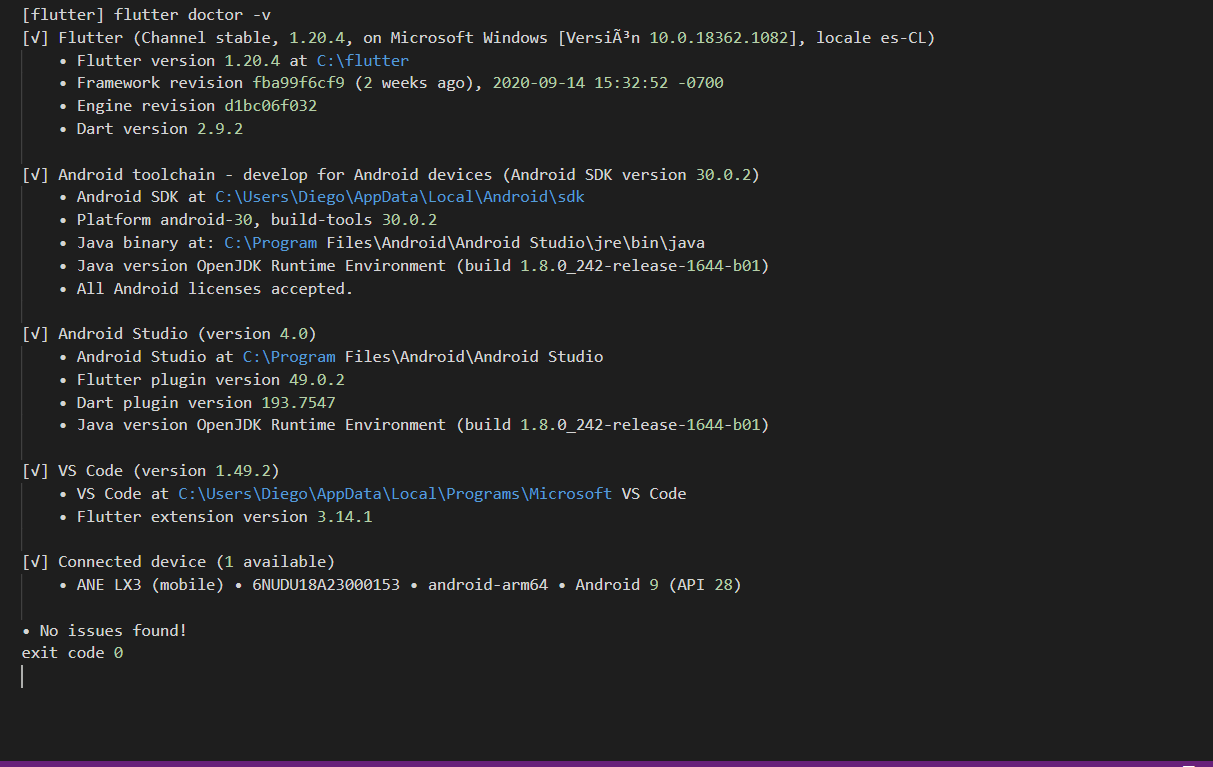 [flutter] flutter doctor -v
[√] Flutter (Channel stable, 1.20.4, on Microsoft Windows [VersiÃ³n 10.0.18362.1082], locale es-CL)
• Flutter version 1.20.4 at C:\flutter
• Framework revision fba99f6cf9 (2 weeks ago), 2020-09-14 15:32:52 -0700
• Engine revision d1bc06f032
• Dart version 2.9.2
[√] Android toolchain - develop for Android devices (Android SDK version 30.0.2)
• Android SDK at C:\Users\Diego\AppData\Local\Android\sdk
• Platform android-30, build-tools 30.0.2
• Java binary at: C:\Program Files\Android\Android Studio\jre\bin\java
• Java version OpenJDK Runtime Environment (build 1.8.0_242-release-1644-b01)
• All Android licenses accepted.
[√] Android Studio (version 4.0)
• Android Studio at C:\Program Files\Android\Android Studio
• Flutter plugin version 49.0.2
• Dart plugin version 193.7547
• Java version OpenJDK Runtime Environment (build 1.8.0_242-release-1644-b01)
[√] VS Code (version 1.49.2)
• VS Code at C:\Users\Diego\AppData\Local\Programs\Microsoft VS Code
• Flutter extension version 3.14.1
[√] Connected device (1 available)
• ANE LX3 (mobile) • 6NUDU18A23000153 • android-arm64 • Android 9 (API 28)
• No issues found!
exit code 0